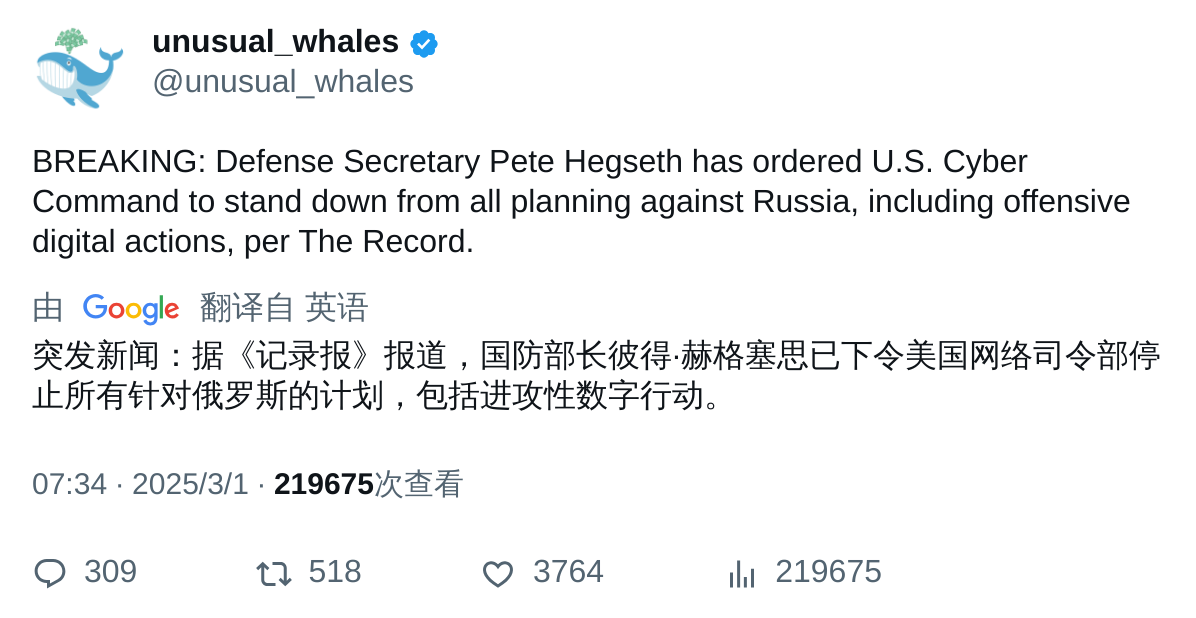 unusual_whales
@unusual_whales
BREAKING: Defense Secretary Pete Hegseth has ordered U.S. Cyber
Command to stand down from all planning against Russia, including offensive
digital actions, per The Record.
由 Google 翻译自 英语
突发新闻：据《记录报》报道，国防部长彼得·赫格塞思已下令美国网络司令部停
止所有针对俄罗斯的计划，包括进攻性数字行动。
07:34 · 2025/3/1 · 219675次查看
309 518 3764 219675